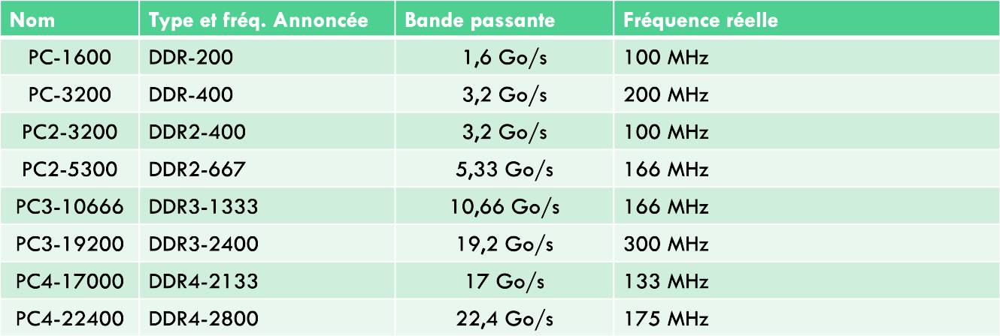 Nom Type et fréq. Annoncée Bande passante Fréquence réelle
PC-1600 DDR-200 1,6 Go/s 100 MHz
PC-3200 DDR-400 3,2 Go/s 200 MHz
PC2-3200 DDR2-400 3,2 Go/s 100 MHz
PC2-5300 DDR2-667 5,33 Go/s 166 MHz
PC3-10666 DDR3-1333 10,66 Go/s 166 MHz
PC3-19200 DDR3-2400 19,2 Go/s 300 MHz
PC4-17000 DDR4-2133 17 Go/s 133 MHz
PC4-22400 DDR4-2800 22,4 Go/s 175 MHz